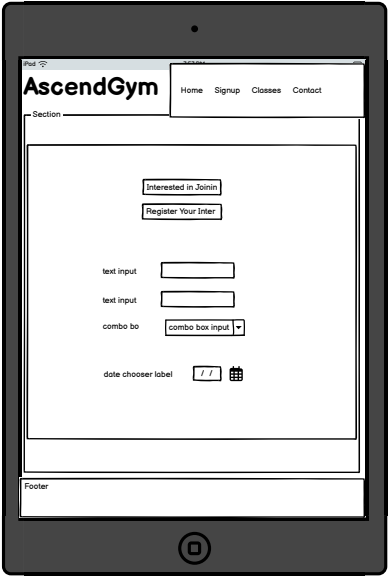 iPod
AscendGym
Home Signup Classes Contact
Section
Interested in Joinin
Register Your Inter
text input
text input
combo bo combo box input
date chooser label / /
Footer